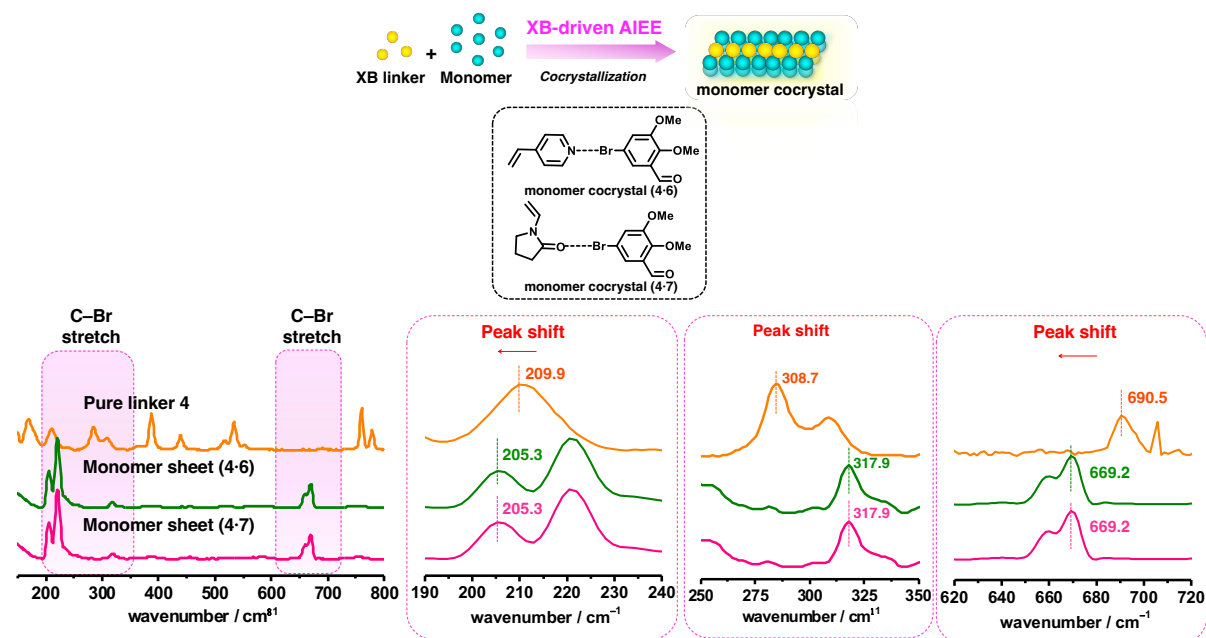 XB-driven AIEE
+
XB linker
Monomer
Cocrystallization
monomer cocrystal
OMe
N
Br
OMe
O
monomer cocrystal (4·6)
OMe
N
O
Br
OMe
O
monomer cocrystal (4·7)
C–Br
stretch
C–Br
stretch
Pure linker 4
Monomer sheet (4·6)
Monomer sheet (4·7)
200 300 400 500 600 700 800
wavenumber / cm⁸¹
Peak shift
209.9
205.3
205.3
190 200 210 220 230 240
wavenumber / cm⁻¹
Peak shift
308.7
317.9
317.9
250 275 300 325 350
wavenumber / cm¹¹
Peak shift
690.5
669.2
669.2
620 640 660 680 700 720
wavenumber / cm⁻¹